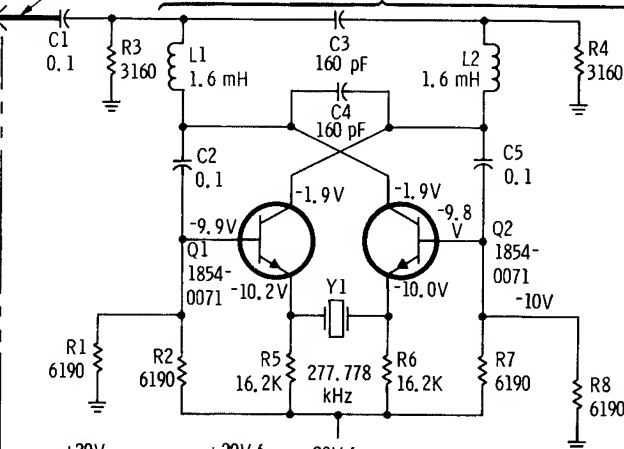 C1
0.1
R3
3160
L1
1.6 mH
C3
160 pF
L2
1.6 mH
R4
3160
C4
160 pF
C2
0.1
C5
0.1
-1.9V
-1.9V
-9.9V
-9.8
V
Q1
1854-
0071
Q2
1854-
0071
-10.2V
Y1
-10.0V
-10V
R1
6190
R2
6190
R5
16.2K
277.778
kHz
R6
16.2K
R7
6190
R8
6190